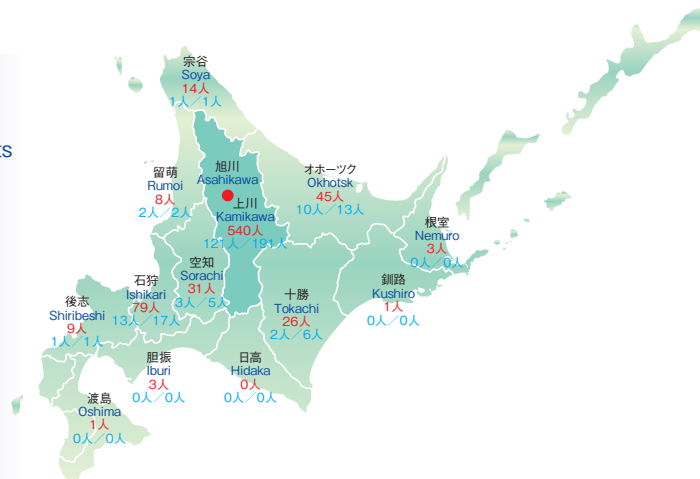 宗谷
Soya
14人
1人／1人
ts
留萌
Rumoi
8人
2人／2人
旭川
Asahikawa
上川
Kamikawa
540人
121人／191人
オホーツク
Okhotsk
45人
10人／13人
根室
Nemuro
3人
0人／0人
空知
Sorachi
31人
3人／5人
石狩
Ishikari
79人
13人／17人
後志
Shiribeshi
9人
1人／1人
十勝
Tokachi
26人
2人／6人
釧路
Kushiro
1人
0人／0人
胆振
Iburi
3人
0人／0人
日高
Hidaka
0人
0人／0人
渡島
Oshima
1人
0人／0人